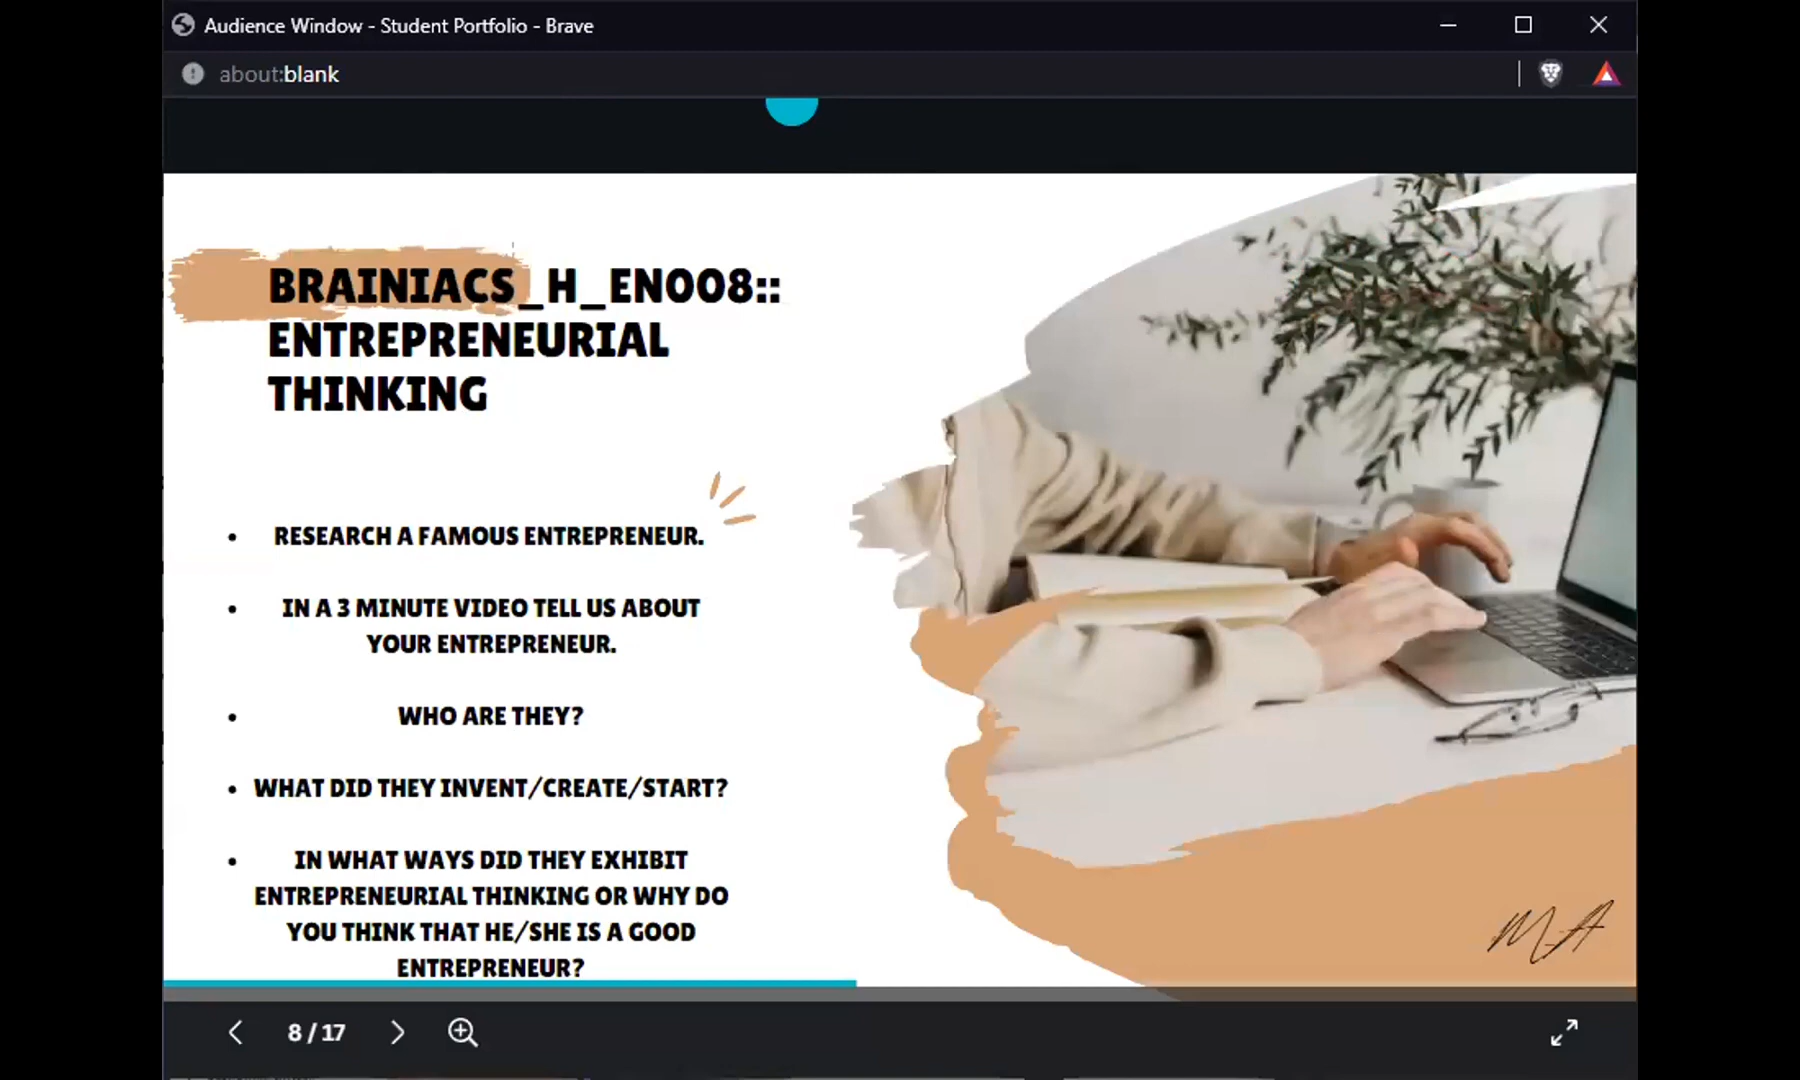 Audience Window - Student Portfolio - Brave
about:blank
BRAINIACS_H_EN008::
ENTREPRENEURIAL
THINKING
• RESEARCH A FAMOUS ENTREPRENEUR.
• IN A 3 MINUTE VIDEO TELL US ABOUT
YOUR ENTREPRENEUR.
• WHO ARE THEY?
• WHAT DID THEY INVENT/CREATE/START?
• IN WHAT WAYS DID THEY EXHIBIT
ENTREPRENEURIAL THINKING OR WHY DO
YOU THINK THAT HE/SHE IS A GOOD
ENTREPRENEUR?
MA
8 / 17